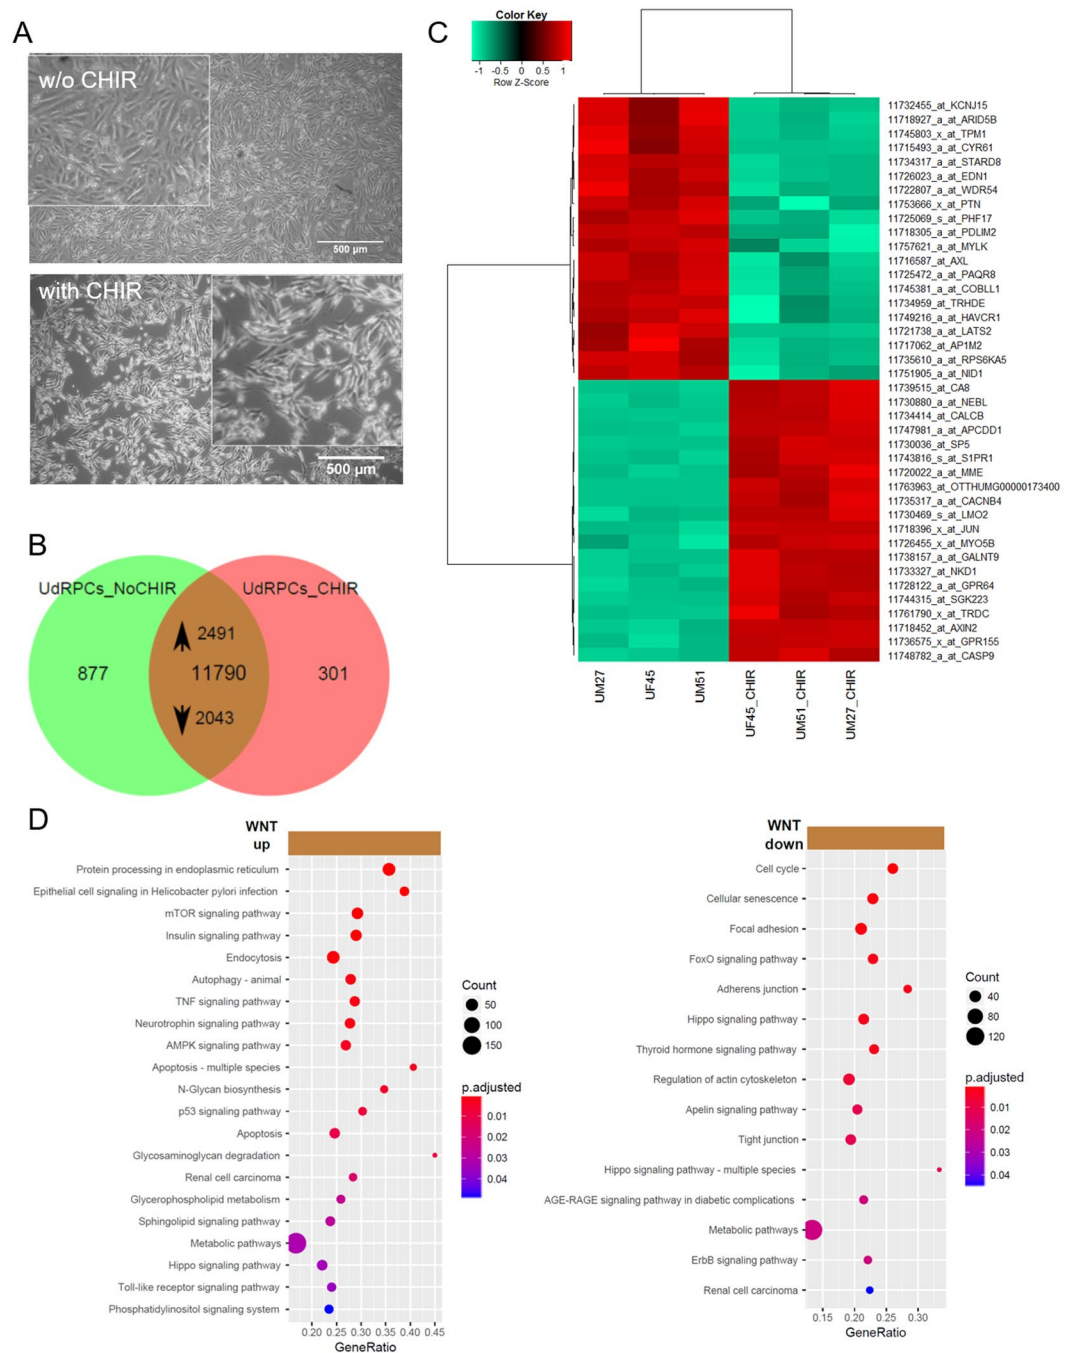 A
w/o CHIR
500 µm
with CHIR
500 µm
B
UdRPCs_NoCHIR
UdRPCs_CHIR
2491
877
11790
301
2043
C
Color Key
-1 -0.5 0 0.5 1
Row Z-Score
11732455_at_KCNJ15
11718927_a_at_ARID5B
11745803_x_at_TPM1
11715493_a_at_CYR61
11734317_a_at_STARD8
11726023_a_at_EDN1
11722807_a_at_WDR54
11753666_x_at_PTN
11725069_s_at_PHF17
11718305_a_at_PDLIM2
11757621_a_at_MYLK
11716587_at_AXL
11725472_a_at_PAQR8
11745381_a_at_COBLL1
11734959_at_TRHDE
11749216_a_at_HAVCR1
11721738_a_at_LATS2
11717062_at_AP1M2
11735610_a_at_RPS6KA5
11751905_a_at_NID1
11739515_at_CA8
11730880_a_at_NEBL
11734414_at_CALCB
11747981_a_at_APCDD1
11730036_at_SP5
11743816_s_at_S1PR1
11720022_a_at_MME
11763963_at_OTTHUMG00000173400
11735317_a_at_CACNB4
11730469_s_at_LMO2
11718396_x_at_JUN
11726455_x_at_MYO5B
11738157_a_at_GALNT9
11733327_at_NKD1
11728122_a_at_GPR64
11744315_at_SGK223
11761790_x_at_TRDC
11718452_at_AXIN2
11736575_x_at_GPR155
11748782_a_at_CASP9
UM27
UF45
UM51
UF45_CHIR
UM51_CHIR
UM27_CHIR
D
WNT
up
Protein processing in endoplasmic reticulum
Epithelial cell signaling in Helicobacter pylori infection
mTOR signaling pathway
Insulin signaling pathway
Endocytosis
Autophagy - animal
TNF signaling pathway
Neurotrophin signaling pathway
AMPK signaling pathway
Apoptosis - multiple species
N-Glycan biosynthesis
p53 signaling pathway
Apoptosis
Glycosaminoglycan degradation
Renal cell carcinoma
Glycerophospholipid metabolism
Sphingolipid signaling pathway
Metabolic pathways
Hippo signaling pathway
Toll-like receptor signaling pathway
Phosphatidylinositol signaling system
0.20 0.25 0.30 0.35 0.40 0.45
GeneRatio
Count
50
100
150
p.adjusted
0.01
0.02
0.03
0.04
WNT
down
Cell cycle
Cellular senescence
Focal adhesion
FoxO signaling pathway
Adherens junction
Hippo signaling pathway
Thyroid hormone signaling pathway
Regulation of actin cytoskeleton
Apelin signaling pathway
Tight junction
Hippo signaling pathway - multiple species
AGE-RAGE signaling pathway in diabetic complications
Metabolic pathways
ErbB signaling pathway
Renal cell carcinoma
0.15 0.20 0.25 0.30
GeneRatio
Count
40
80
120
p.adjusted
0.01
0.02
0.03
0.04